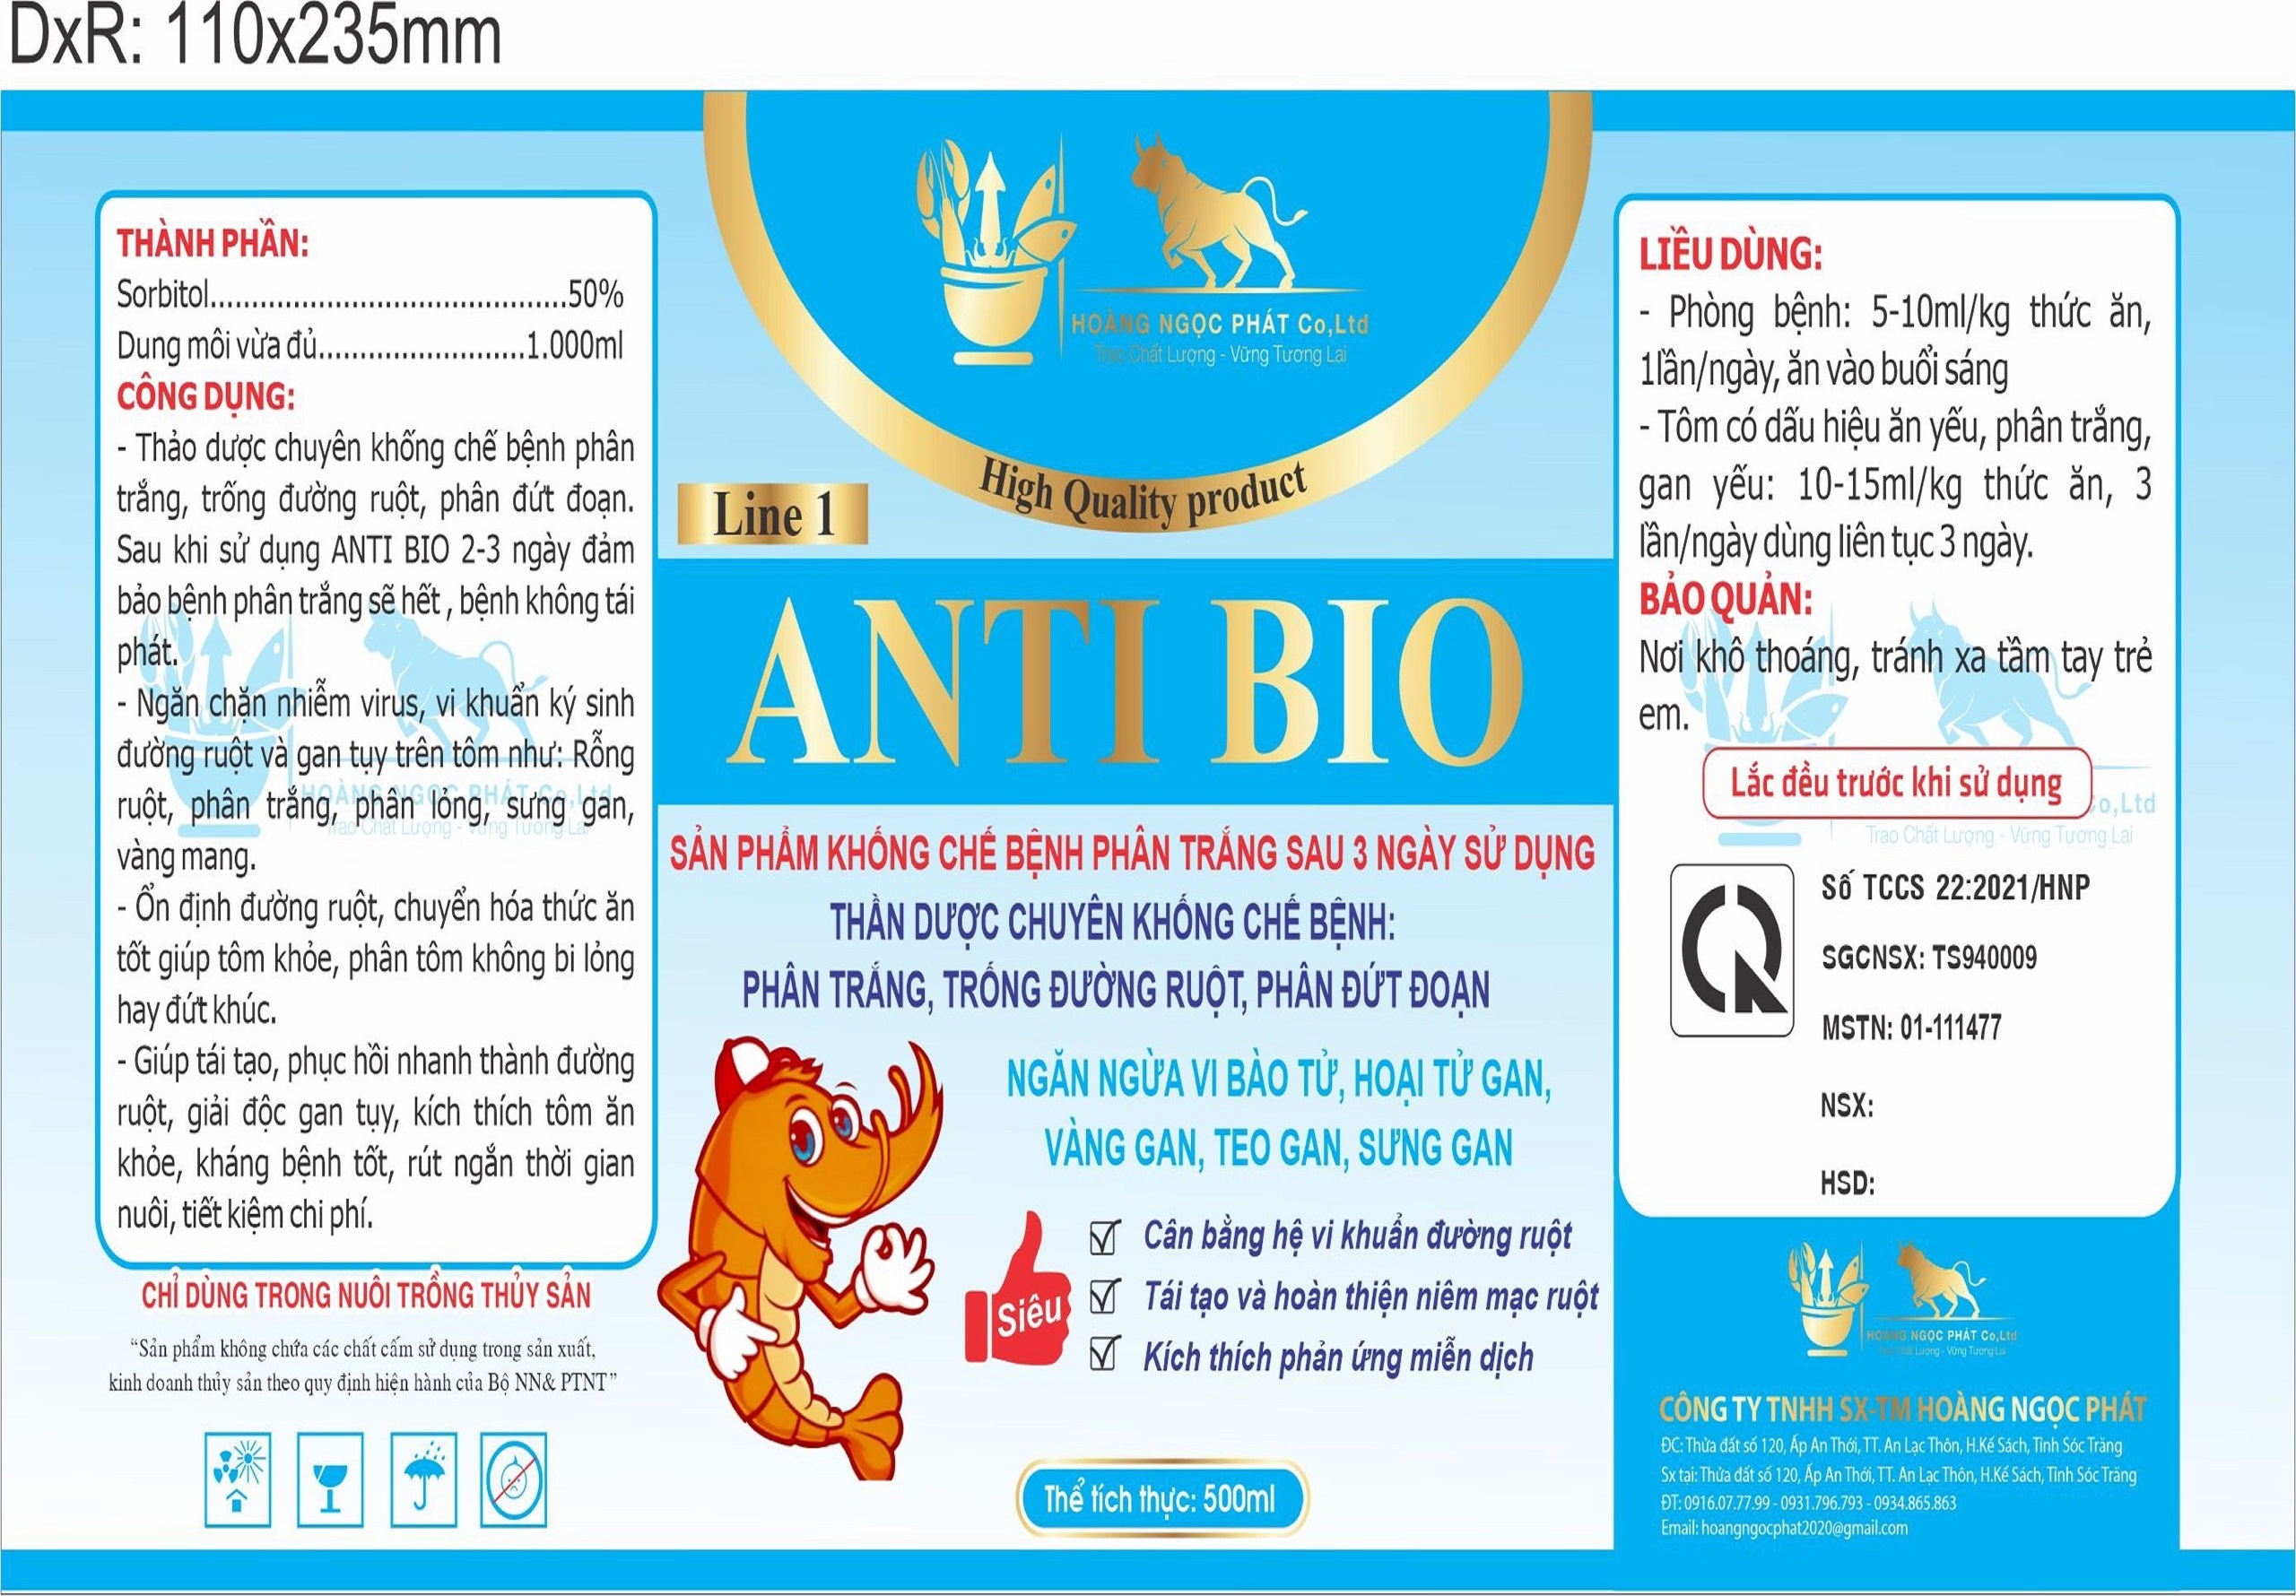 DxR: 110x235mm
THÀNH PHẦN:
Sorbitol............................................50%
Dung môi vừa đủ..........................1.000ml
CÔNG DỤNG:
- Thảo dược chuyên khống chế bệnh phân
trắng, trống đường ruột, phân đứt đoạn.
Sau khi sử dụng ANTI BIO 2-3 ngày đảm
bảo bệnh phân trắng sẽ hết , bệnh không tái
phát.
- Ngăn chặn nhiễm virus, vi khuẩn ký sinh
đường ruột và gan tụy trên tôm như: Rỗng
ruột, phân trắng, phân lỏng, sưng gan,
vàng mang.
- Ổn định đường ruột, chuyển hóa thức ăn
tốt giúp tôm khỏe, phân tôm không bi lỏng
hay đứt khúc.
- Giúp tái tạo, phục hồi nhanh thành đường
ruột, giải độc gan tụy, kích thích tôm ăn
khỏe, kháng bệnh tốt, rút ngắn thời gian
nuôi, tiết kiệm chi phí.
HOÀNG NGỌC PHÁT Co,Ltd
Trao Chất Lượng - Vững Tương Lai
CHỈ DÙNG TRONG NUÔI TRỒNG THỦY SẢN
“Sản phẩm không chứa các chất cấm sử dụng trong sản xuất,
kinh doanh thủy sản theo quy định hiện hành của Bộ NN& PTNT”
HOÀNG NGỌC PHÁT Co,Ltd
Trao Chất Lượng - Vững Tương Lai
High Quality product
Line 1
ANTI BIO
SẢN PHẨM KHỐNG CHẾ BỆNH PHÂN TRẮNG SAU 3 NGÀY SỬ DỤNG
THẦN DƯỢC CHUYÊN KHỐNG CHẾ BỆNH:
PHÂN TRẮNG, TRỐNG ĐƯỜNG RUỘT, PHÂN ĐỨT ĐOẠN
NGĂN NGỪA VI BÀO TỬ, HOẠI TỬ GAN,
VÀNG GAN, TEO GAN, SƯNG GAN
Siêu
Cân bằng hệ vi khuẩn đường ruột
Tái tạo và hoàn thiện niêm mạc ruột
Kích thích phản ứng miễn dịch
Thể tích thực: 500ml
LIỀU DÙNG:
- Phòng bệnh: 5-10ml/kg thức ăn,
1lần/ngày, ăn vào buổi sáng
- Tôm có dấu hiệu ăn yếu, phân trắng,
gan yếu: 10-15ml/kg thức ăn, 3
lần/ngày dùng liên tục 3 ngày.
BẢO QUẢN:
Nơi khô thoáng, tránh xa tầm tay trẻ
em.
Lắc đều trước khi sử dụng
Co,Ltd
Trao Chất Lượng - Vững Tương Lai
Số TCCS 22:2021/HNP
SGCNSX: TS940009
MSTN: 01-111477
NSX:
HSD:
HOÀNG NGỌC PHÁT Co,Ltd
Trao Chất Lượng - Vững Tương Lai
CÔNG TY TNHH SX-TM HOÀNG NGỌC PHÁT
ĐC: Thửa đất số 120, Ấp An Thới, TT. An Lạc Thôn, H.Kế Sách, Tỉnh Sóc Trăng
Sx tại: Thửa đất số 120, Ấp An Thới, TT. An Lạc Thôn, H.Kế Sách, Tỉnh Sóc Trăng
ĐT: 0916.07.77.99 - 0931.796.793 - 0934.865.863
Email: hoangngocphat2020@gmail.com